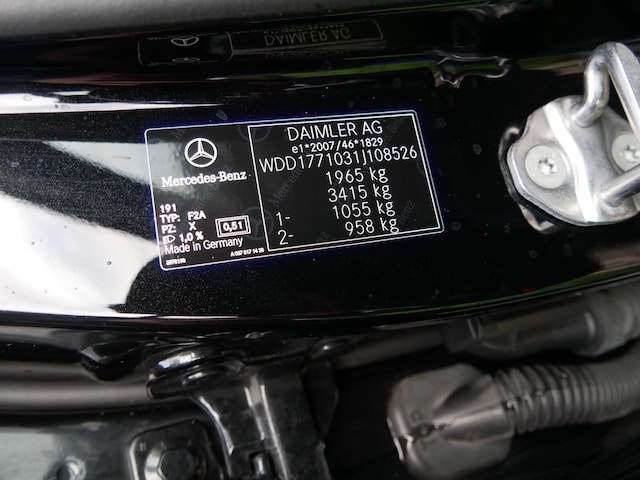 DAIMLER AG
DAIMLER AG
e1*2007/46*1829
WDD1771031J108526
1965 kg
3415 kg
1- 1055 kg
2- 958 kg
Mercedes-Benz
191
TYP: F2A
PZ: X
1,0 % 0,51
Made in Germany